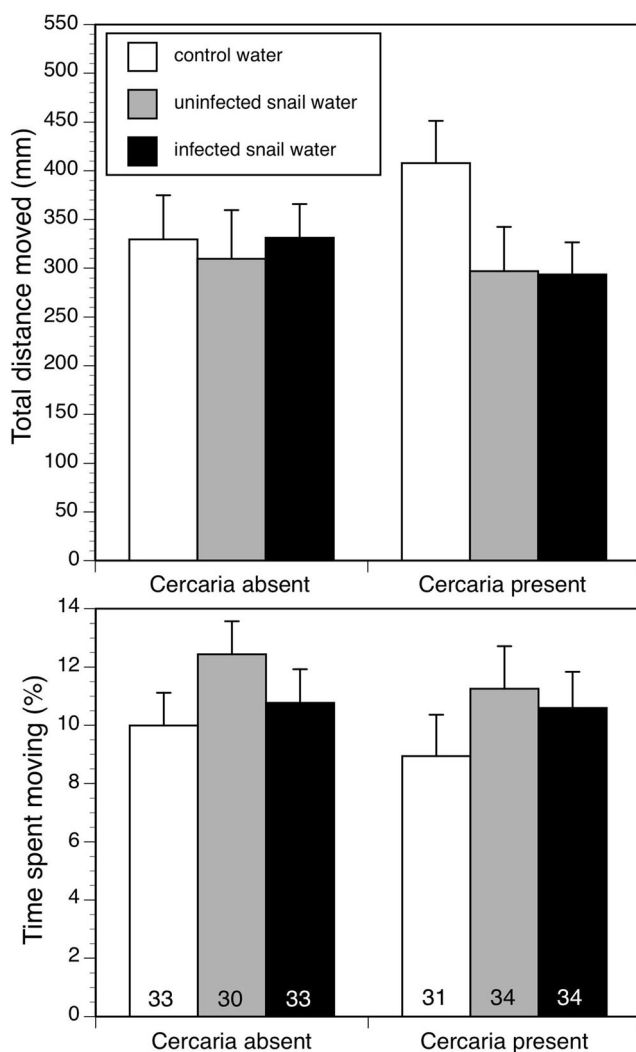 550
500
450
400
350
300
250
200
150
100
50
0
Total distance moved (mm)
control water
uninfected snail water
infected snail water
Cercaria absent Cercaria present
14
12
10
8
6
4
2
0
Time spent moving (%)
33 30 33 31 34 34
Cercaria absent Cercaria present